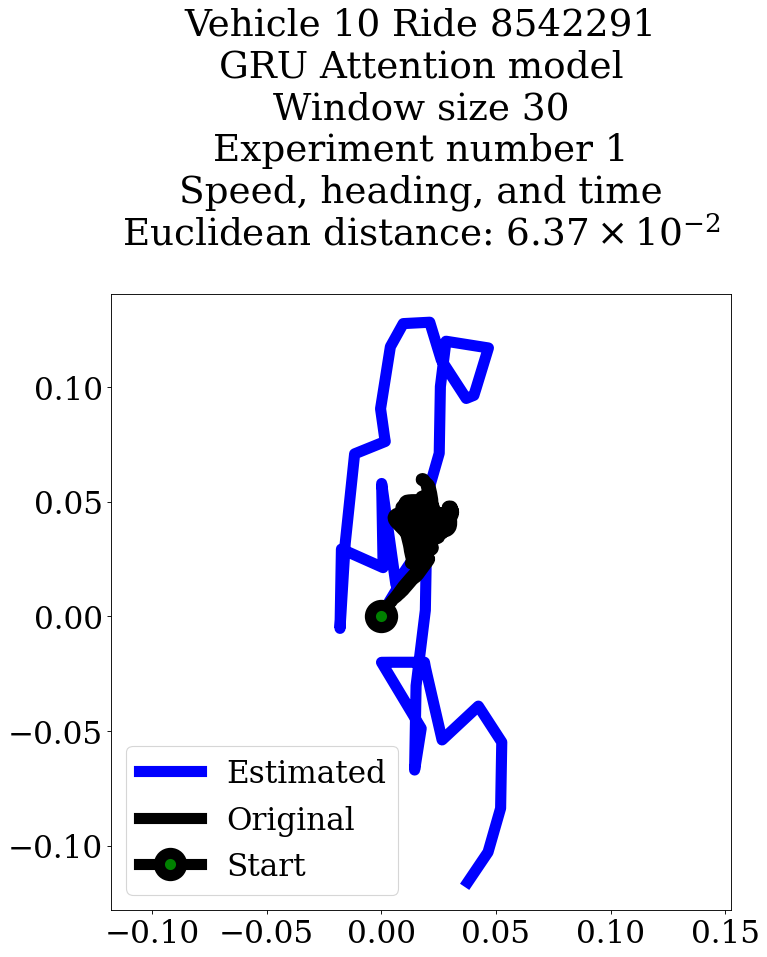 Vehicle 10 Ride 8542291
GRU Attention model
Window size 30
Experiment number 1
Speed, heading, and time
Euclidean distance: 6.37 × 10⁻²
0.10
0.05
0.00
−0.05
−0.10
Estimated
Original
Start
−0.10 −0.05 0.00 0.05 0.10 0.15